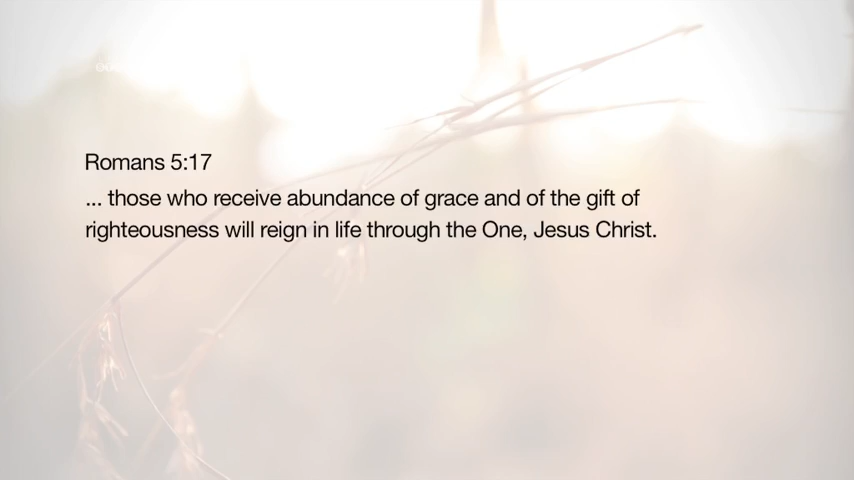 Romans 5:17
... those who receive abundance of grace and of the gift of
righteousness will reign in life through the One, Jesus Christ.